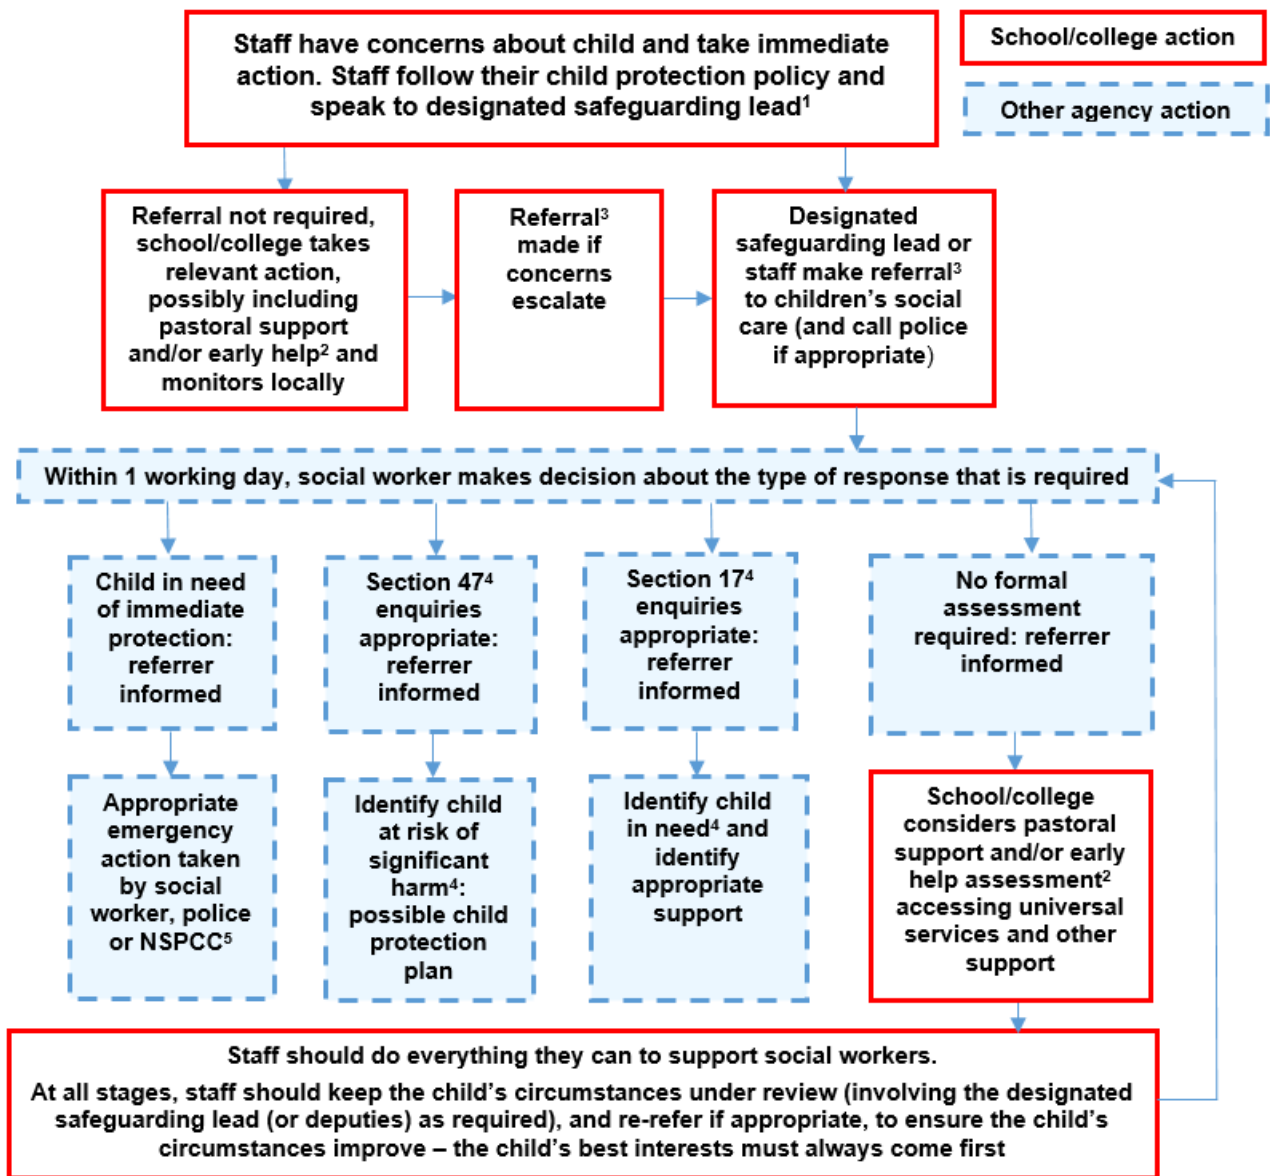 Staff have concerns about child and take immediate
action. Staff follow their child protection policy and
speak to designated safeguarding lead¹
School/college action
Other agency action
Referral not required,
school/college takes
relevant action,
possibly including
pastoral support
and/or early help² and
monitors locally
Referral³
made if
concerns
escalate
Designated
safeguarding lead or
staff make referral³
to children’s social
care (and call police
if appropriate)
Within 1 working day, social worker makes decision about the type of response that is required
Child in need
of immediate
protection:
referrer
informed
Section 47⁴
enquiries
appropriate:
referrer
informed
Section 17⁴
enquiries
appropriate:
referrer
informed
No formal
assessment
required: referrer
informed
Appropriate
emergency
action taken
by social
worker, police
or NSPCC⁵
Identify child
at risk of
significant
harm⁴:
possible child
protection
plan
Identify child
in need⁴ and
identify
appropriate
support
School/college
considers pastoral
support and/or early
help assessment²
accessing universal
services and other
support
Staff should do everything they can to support social workers.
At all stages, staff should keep the child’s circumstances under review (involving the designated
safeguarding lead (or deputies) as required), and re-refer if appropriate, to ensure the child’s
circumstances improve – the child’s best interests must always come first